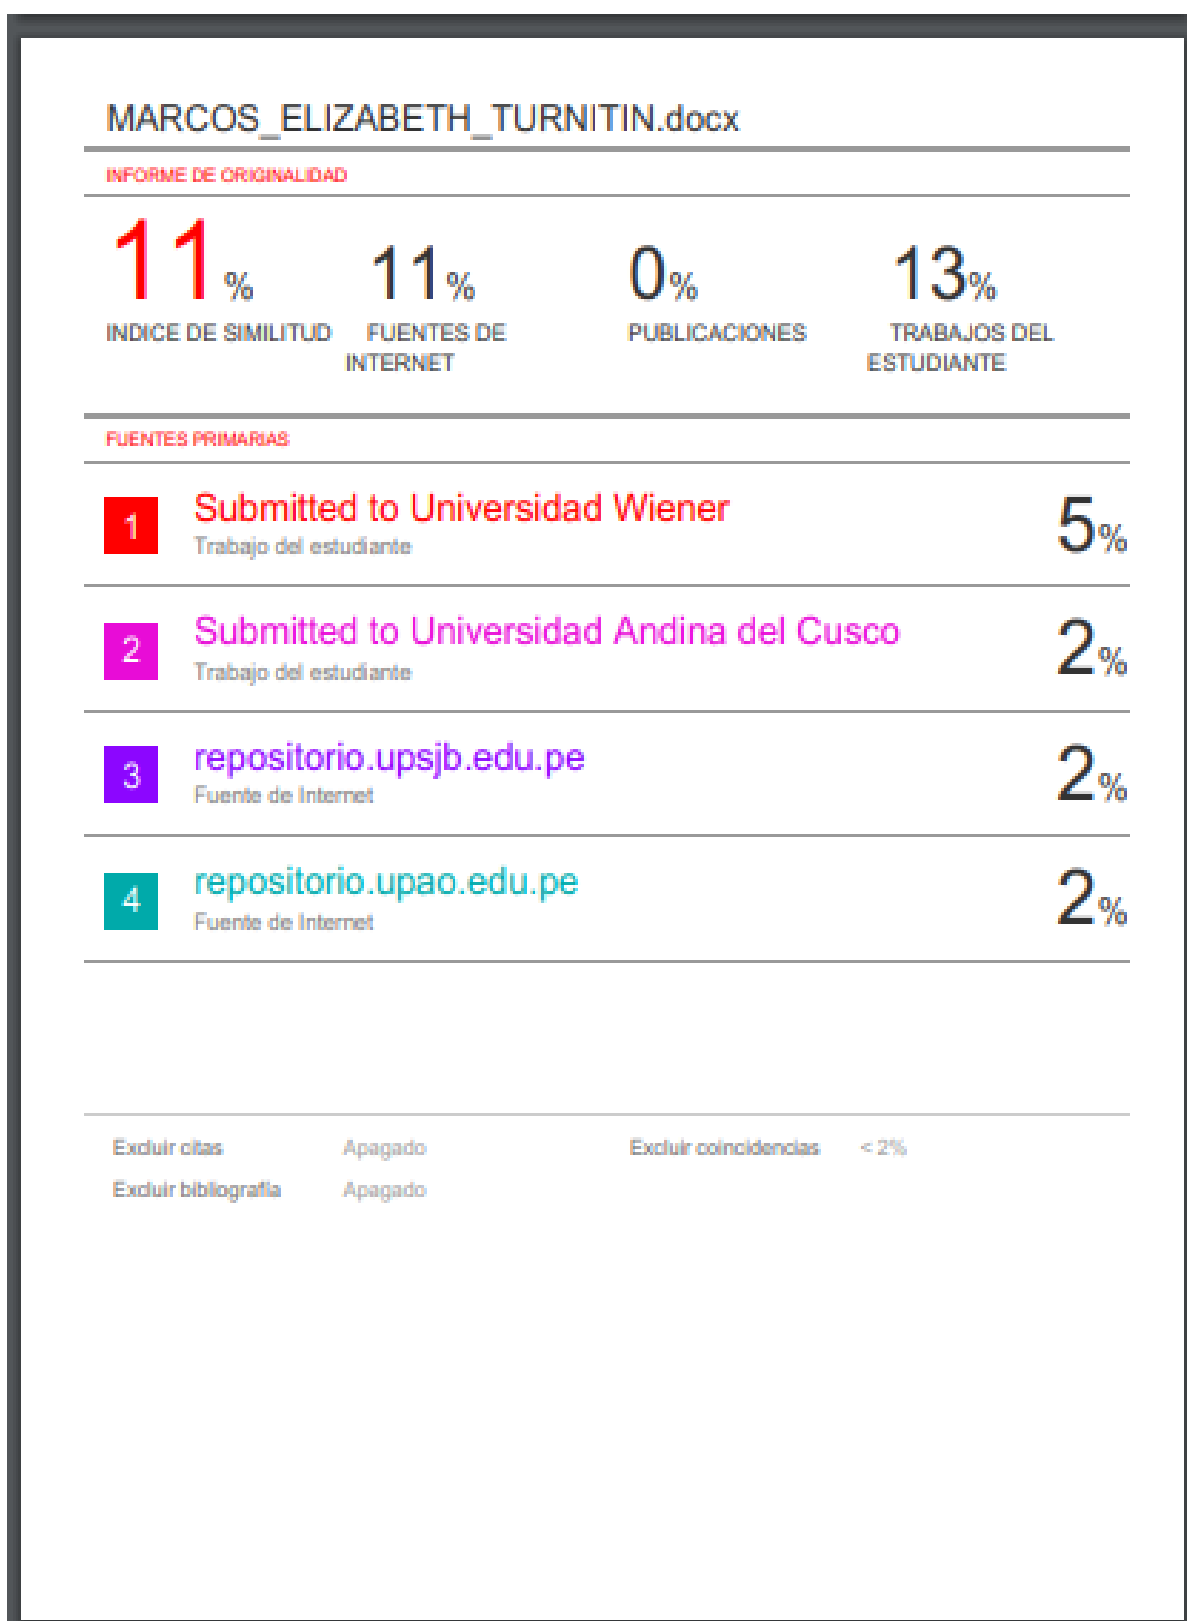 MARCOS_ELIZABETH_TURNITIN.docx
INFORME DE ORIGINALIDAD
11% 11% 0% 13%
INDICE DE SIMILITUD FUENTES DE PUBLICACIONES TRABAJOS DEL
INTERNET ESTUDIANTE
FUENTES PRIMARIAS
1 Submitted to Universidad Wiener 5%
Trabajo del estudiante
2 Submitted to Universidad Andina del Cusco 2%
Trabajo del estudiante
3 repositorio.upsjb.edu.pe 2%
Fuente de Internet
4 repositorio.upao.edu.pe 2%
Fuente de Internet
Excluir citas Apagado Excluir coincidencias < 2%
Excluir bibliografía Apagado